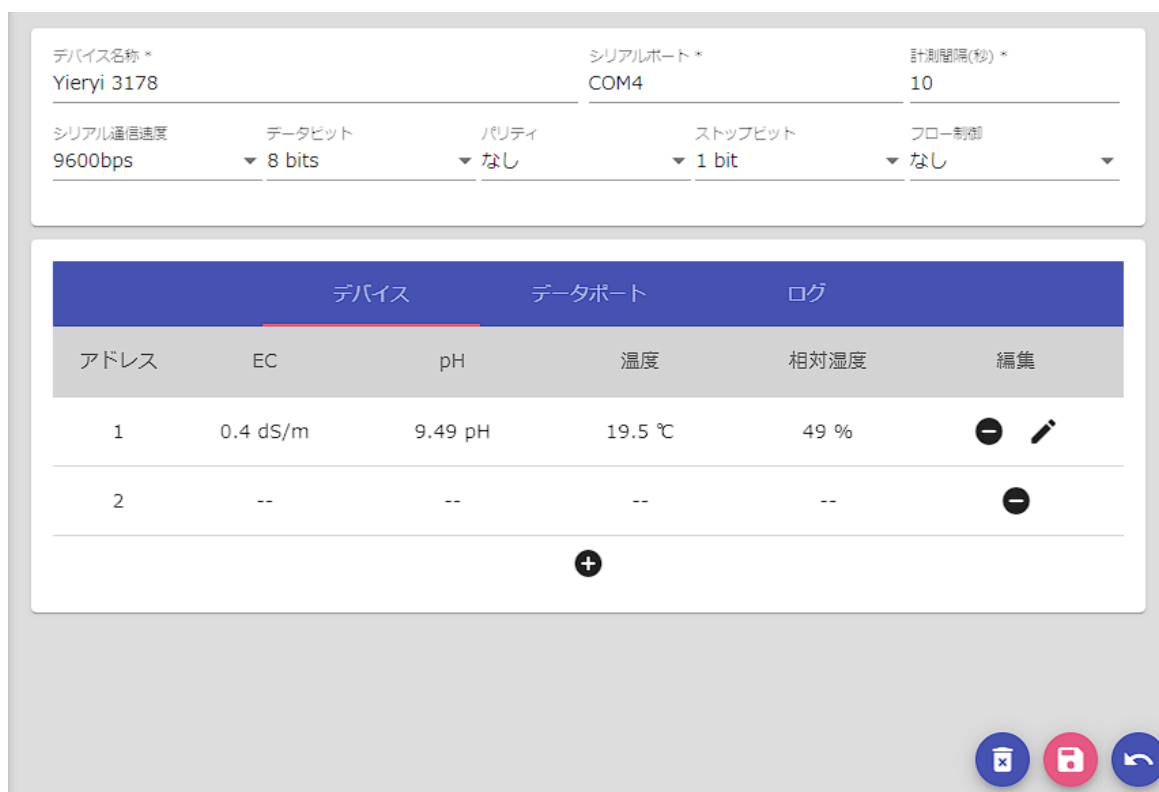 デバイス名称 * シリアルポート * 計測間隔(秒) *
Yieryi 3178 COM4 10
シリアル通信速度 データビット パリティ ストップビット フロー制御
9600bps 8 bits なし 1 bit なし
デバイス データポート ログ
アドレス EC pH 温度 相対湿度 編集
1 0.4 dS/m 9.49 pH 19.5 ℃ 49 %
2 -- -- -- --